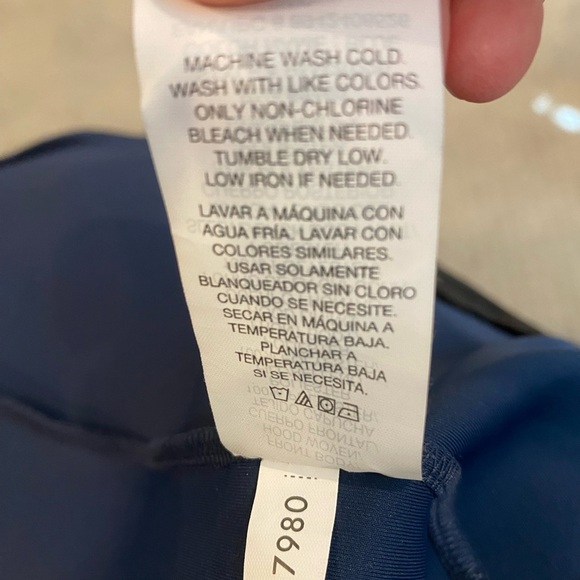 MACHINE WASH COLD.
WASH WITH LIKE COLORS.
ONLY NON-CHLORINE
BLEACH WHEN NEEDED.
TUMBLE DRY LOW.
LOW IRON IF NEEDED.
LAVAR A MÁQUINA CON
AGUA FRÍA. LAVAR CON
COLORES SIMILARES.
USAR SOLAMENTE
BLANQUEADOR SIN CLORO
CUANDO SE NECESITE.
SECAR EN MÁQUINA A
TEMPERATURA BAJA.
PLANCHAR A
TEMPERATURA BAJA
SI SE NECESITA.
7980